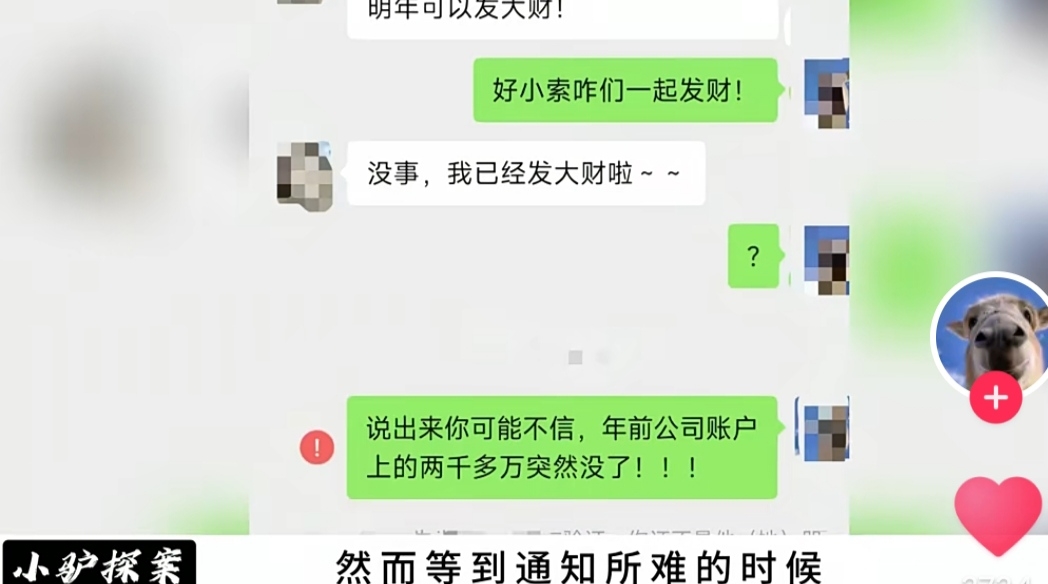 明年可以发大财！
好小索咋们一起发财！
没事，我已经发大财啦~ ~
？
说出来你可能不信，年前公司账户
上的两千多万突然没了！！！
小驴探案
然而等到通知所难的时候